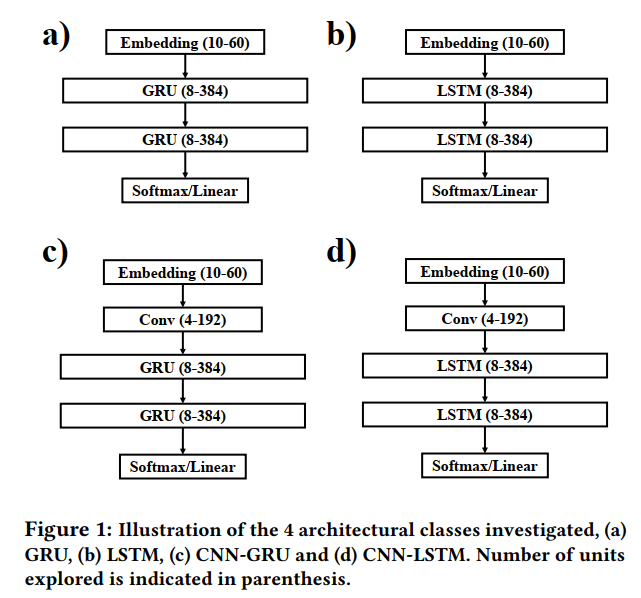 a)
Embedding (10-60)
GRU (8-384)
GRU (8-384)
Softmax/Linear
b)
Embedding (10-60)
LSTM (8-384)
LSTM (8-384)
Softmax/Linear
c)
Embedding (10-60)
Conv (4-192)
GRU (8-384)
GRU (8-384)
Softmax/Linear
d)
Embedding (10-60)
Conv (4-192)
LSTM (8-384)
LSTM (8-384)
Softmax/Linear
Figure 1: Illustration of the 4 architectural classes investigated, (a)
GRU, (b) LSTM, (c) CNN-GRU and (d) CNN-LSTM. Number of units
explored is indicated in parenthesis.